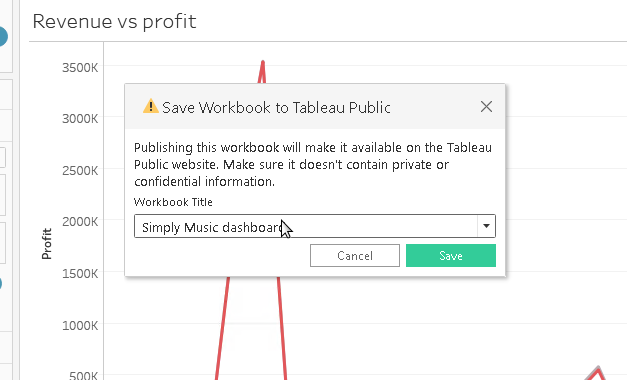 Revenue vs profit
3500K
3000K
2500K
2000K
1500K
1000K
500K
Profit
Save Workbook to Tableau Public
Publishing this workbook will make it available on the Tableau
Public website. Make sure it doesn't contain private or
confidential information.
Workbook Title
Simply Music dashboard
Cancel
Save